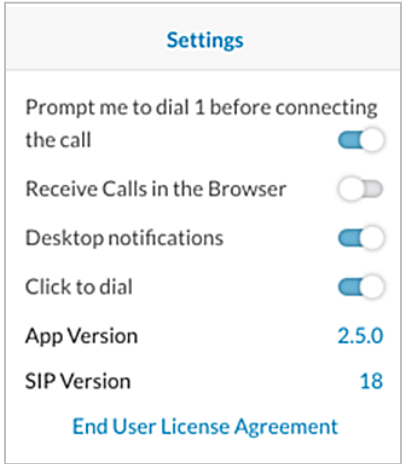 Settings
Prompt me to dial 1 before connecting
the call
Receive Calls in the Browser
Desktop notifications
Click to dial
App Version 2.5.0
SIP Version 18
End User License Agreement